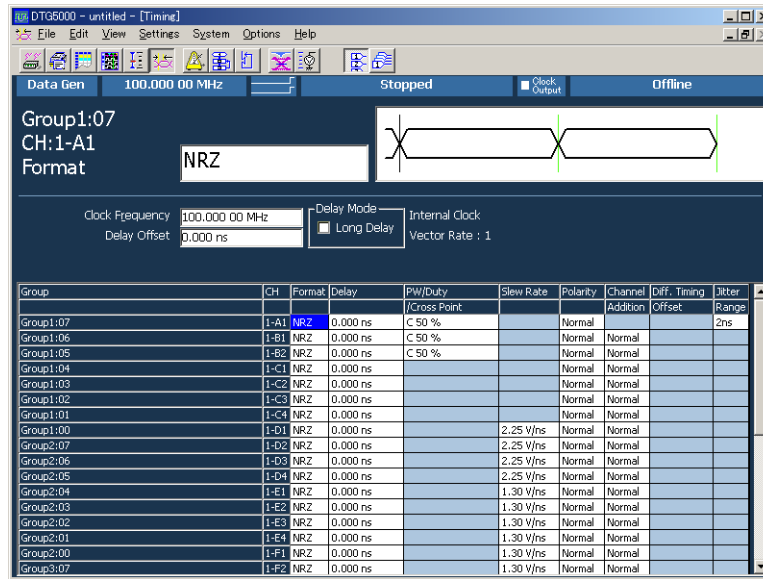 DTG5000 - untitled - [Timing]
File Edit View Settings System Options Help
Data Gen 100.000 00 MHz Stopped Clock Output Offline
Group1:07
CH:1-A1
Format NRZ
Clock Frequency 100.000 00 MHz Delay Mode Internal Clock
Delay Offset 0.000 ns Long Delay Vector Rate : 1
Group CH Format Delay PW/Duty Slew Rate Polarity Channel Diff. Timing Jitter
/Cross Point Addition Offset Range
Group1:07 1-A1 NRZ 0.000 ns C 50 % Normal 2ns
Group1:06 1-B1 NRZ 0.000 ns C 50 % Normal Normal
Group1:05 1-B2 NRZ 0.000 ns C 50 % Normal Normal
Group1:04 1-C1 NRZ 0.000 ns Normal Normal
Group1:03 1-C2 NRZ 0.000 ns Normal Normal
Group1:02 1-C3 NRZ 0.000 ns Normal Normal
Group1:01 1-C4 NRZ 0.000 ns Normal Normal
Group1:00 1-D1 NRZ 0.000 ns 2.25 V/ns Normal Normal
Group2:07 1-D2 NRZ 0.000 ns 2.25 V/ns Normal Normal
Group2:06 1-D3 NRZ 0.000 ns 2.25 V/ns Normal Normal
Group2:05 1-D4 NRZ 0.000 ns 2.25 V/ns Normal Normal
Group2:04 1-E1 NRZ 0.000 ns 1.30 V/ns Normal Normal
Group2:03 1-E2 NRZ 0.000 ns 1.30 V/ns Normal Normal
Group2:02 1-E3 NRZ 0.000 ns 1.30 V/ns Normal Normal
Group2:01 1-E4 NRZ 0.000 ns 1.30 V/ns Normal Normal
Group2:00 1-F1 NRZ 0.000 ns 1.30 V/ns Normal Normal
Group3:07 1-F2 NRZ 0.000 ns 1.30 V/ns Normal Normal